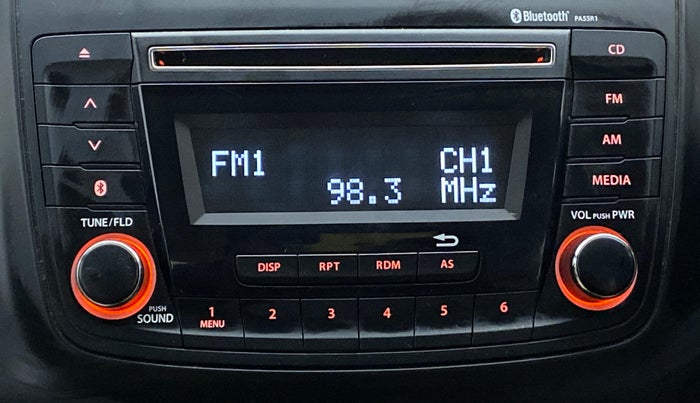 Bluetooth® PA5SR1
CD
FM
AM
MEDIA
FM1 CH1
98.3 MHz
TUNE/FLD
VOL PUSH PWR
DISP RPT RDM AS
PUSH
SOUND
1 2 3 4 5 6
MENU